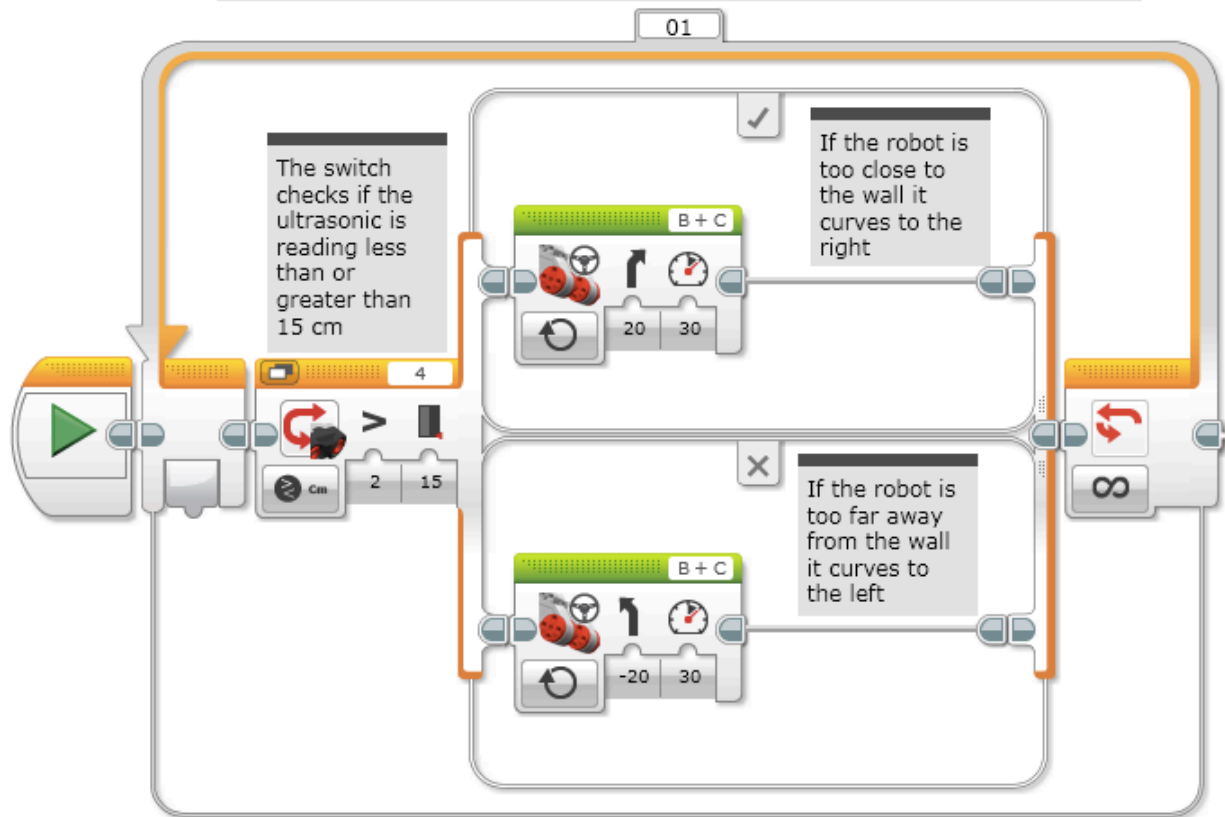 01
The switch
checks if the
ultrasonic is
reading less
than or
greater than
15 cm
If the robot is
too close to
the wall it
curves to the
right
B + C
20 30
4
> 
Cm 2 15
∞
If the robot is
too far away
from the wall
it curves to
the left
B + C
-20 30